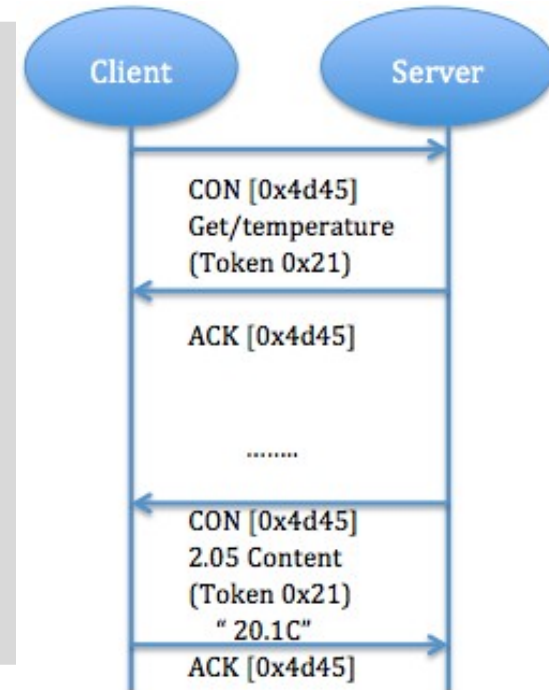 Client
Server
CON [0x4d45]
Get/temperature
(Token 0x21)
ACK [0x4d45]
........
CON [0x4d45]
2.05 Content
(Token 0x21)
“ 20.1C”
ACK [0x4d45]